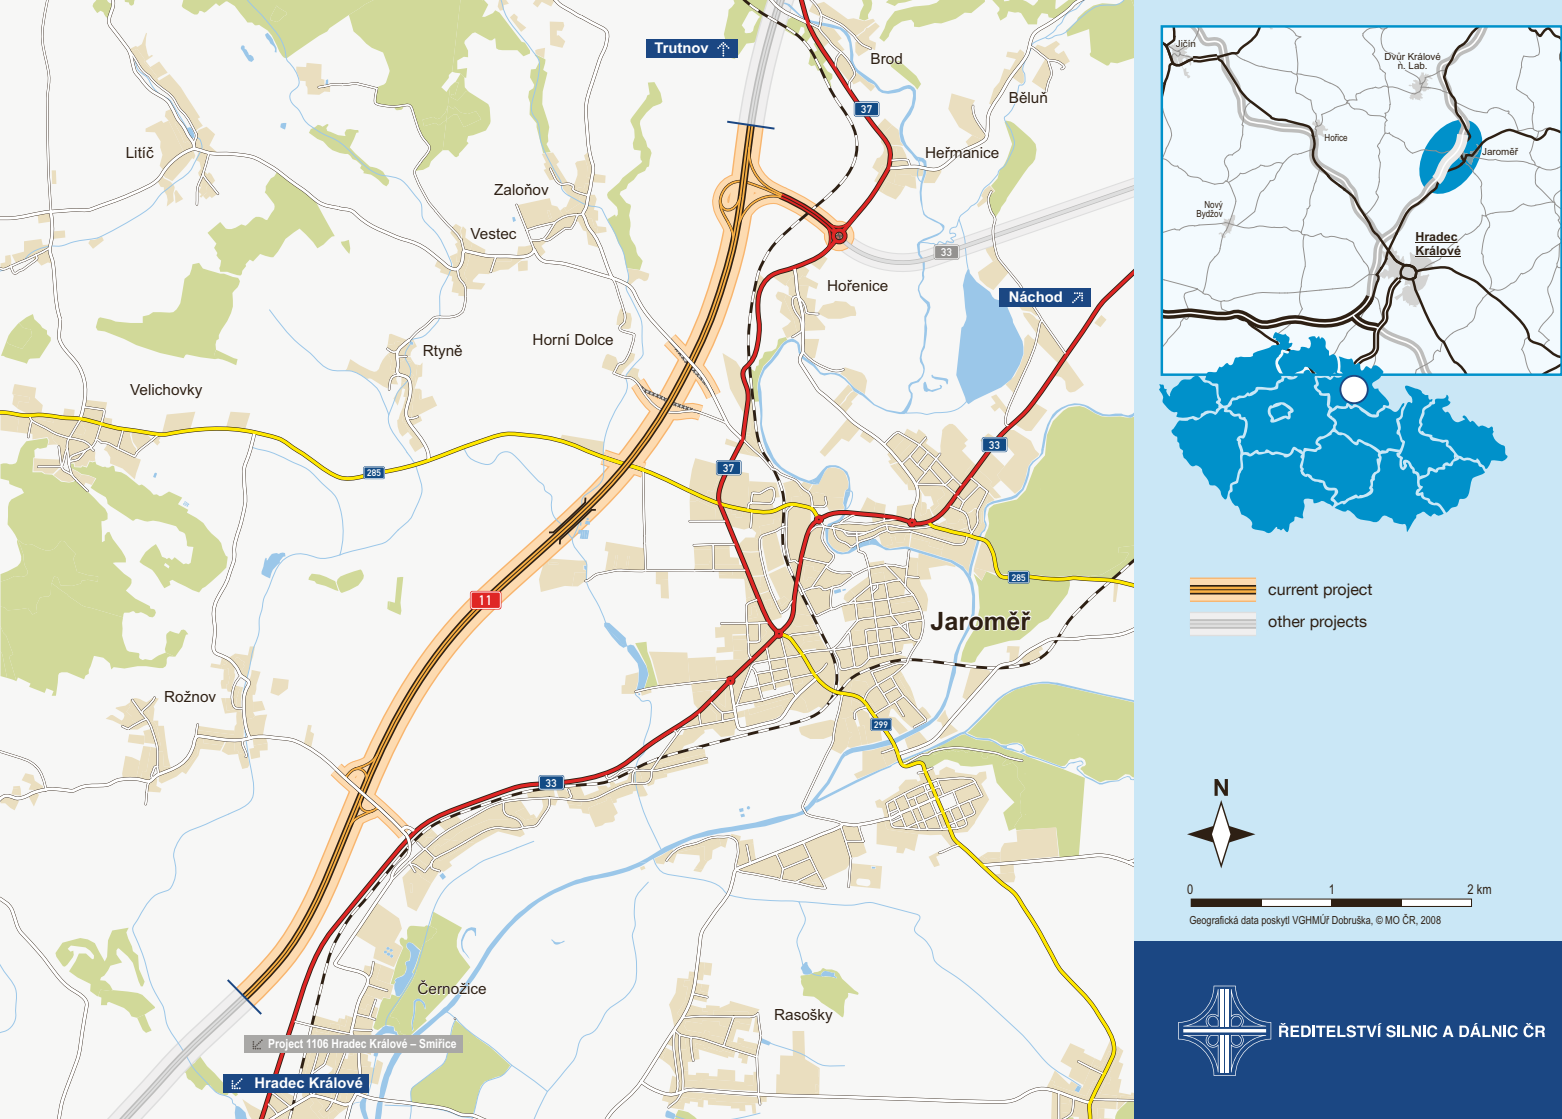 Trutnov
Brod
37
Běluň
Litíč
Heřmanice
Zaloňov
Vestec
33
Hořenice
Náchod
Horní Dolce
Rtyně
Velichovky
33
37
285
285
11
Jaroměř
Rožnov
299
33
Černožice
Rasošky
Project 1106 Hradec Králové – Smiřice
Hradec Králové
Jičín
Dvůr Králové
n. Lab.
Hořice
Jaroměř
Nový
Bydžov
Hradec
Králové
current project
other projects
N
0 1 2 km
Geografická data poskytl VGHMÚř Dobruška, © MO ČR, 2008
ŘEDITELSTVÍ SILNIC A DÁLNIC ČR